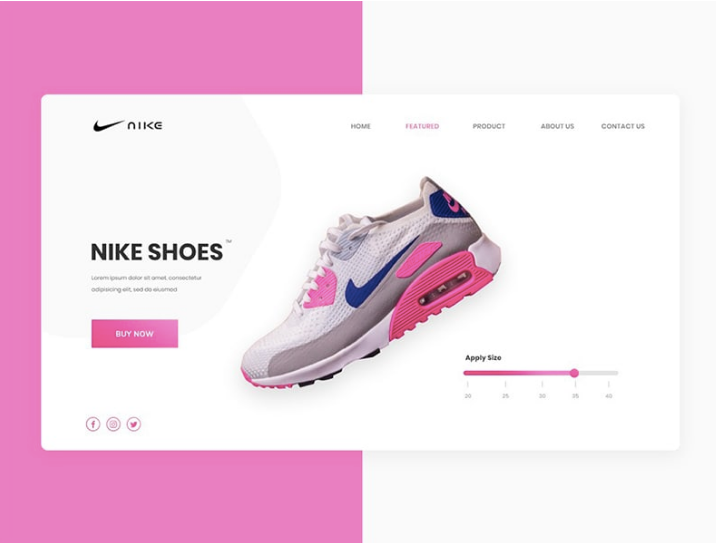 NIKE
HOME FEATURED PRODUCT ABOUT US CONTACT US
NIKE SHOES™
Lorem ipsum dolor sit amet, consectetur
adipisicing elit, sed do eiusmod
BUY NOW
Apply Size
20 25 30 35 40